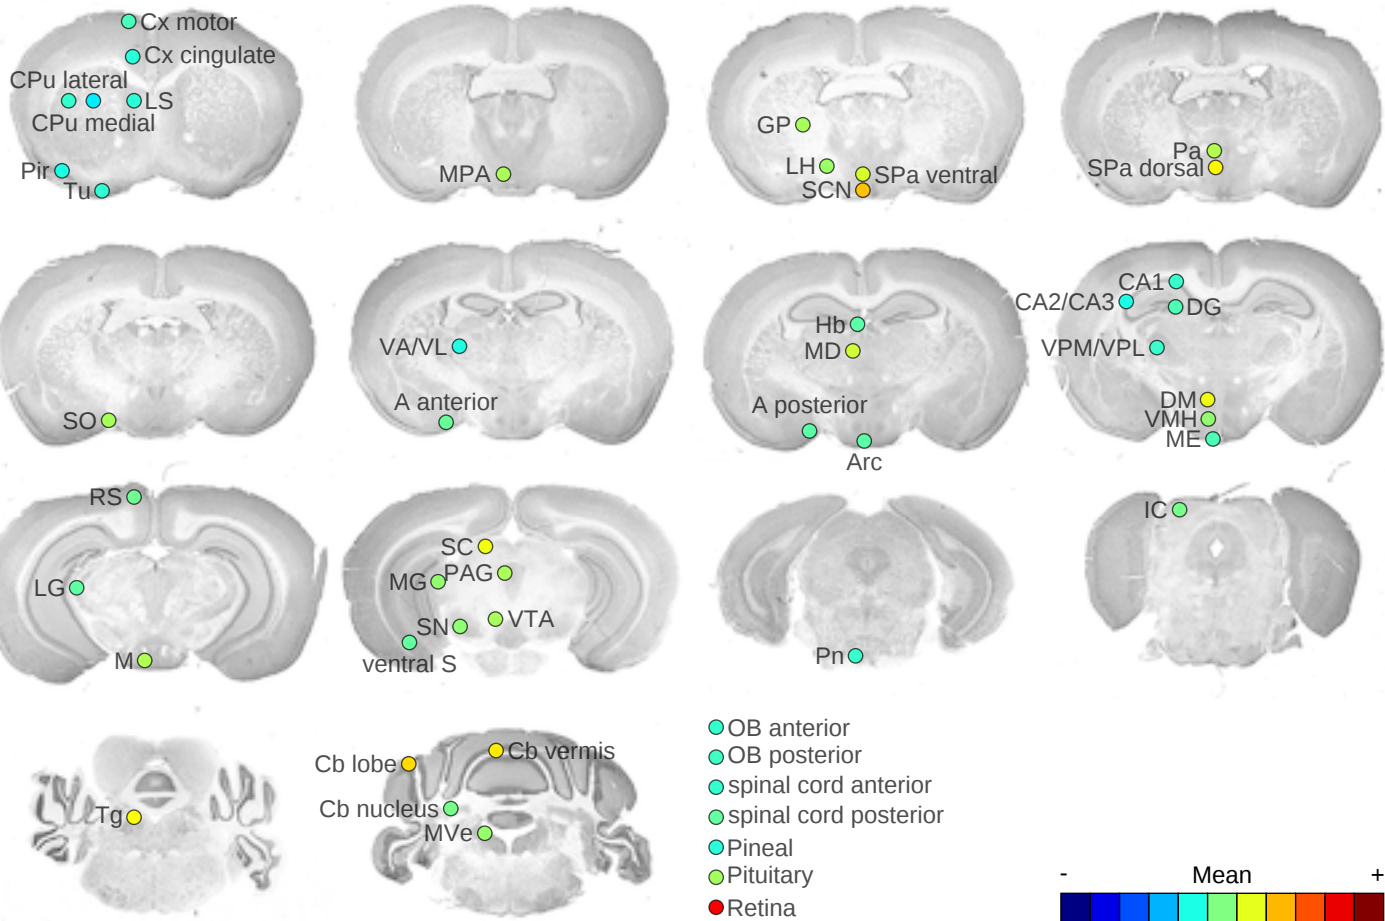 Cx motor
Cx cingulate
CPu lateral
LS
CPu medial
Pir
Tu
MPA
GP
LH
SPa ventral
SCN
Pa
SPa dorsal
SO
VA/VL
A anterior
Hb
MD
A posterior
Arc
CA1
CA2/CA3
DG
VPM/VPL
DM
VMH
ME
RS
LG
M
SC
MG
PAG
SN
VTA
ventral S
Pn
IC
Tg
Cb lobe
Cb vermis
Cb nucleus
MVe
OB anterior
OB posterior
spinal cord anterior
spinal cord posterior
Pineal
Pituitary
Retina
- Mean +